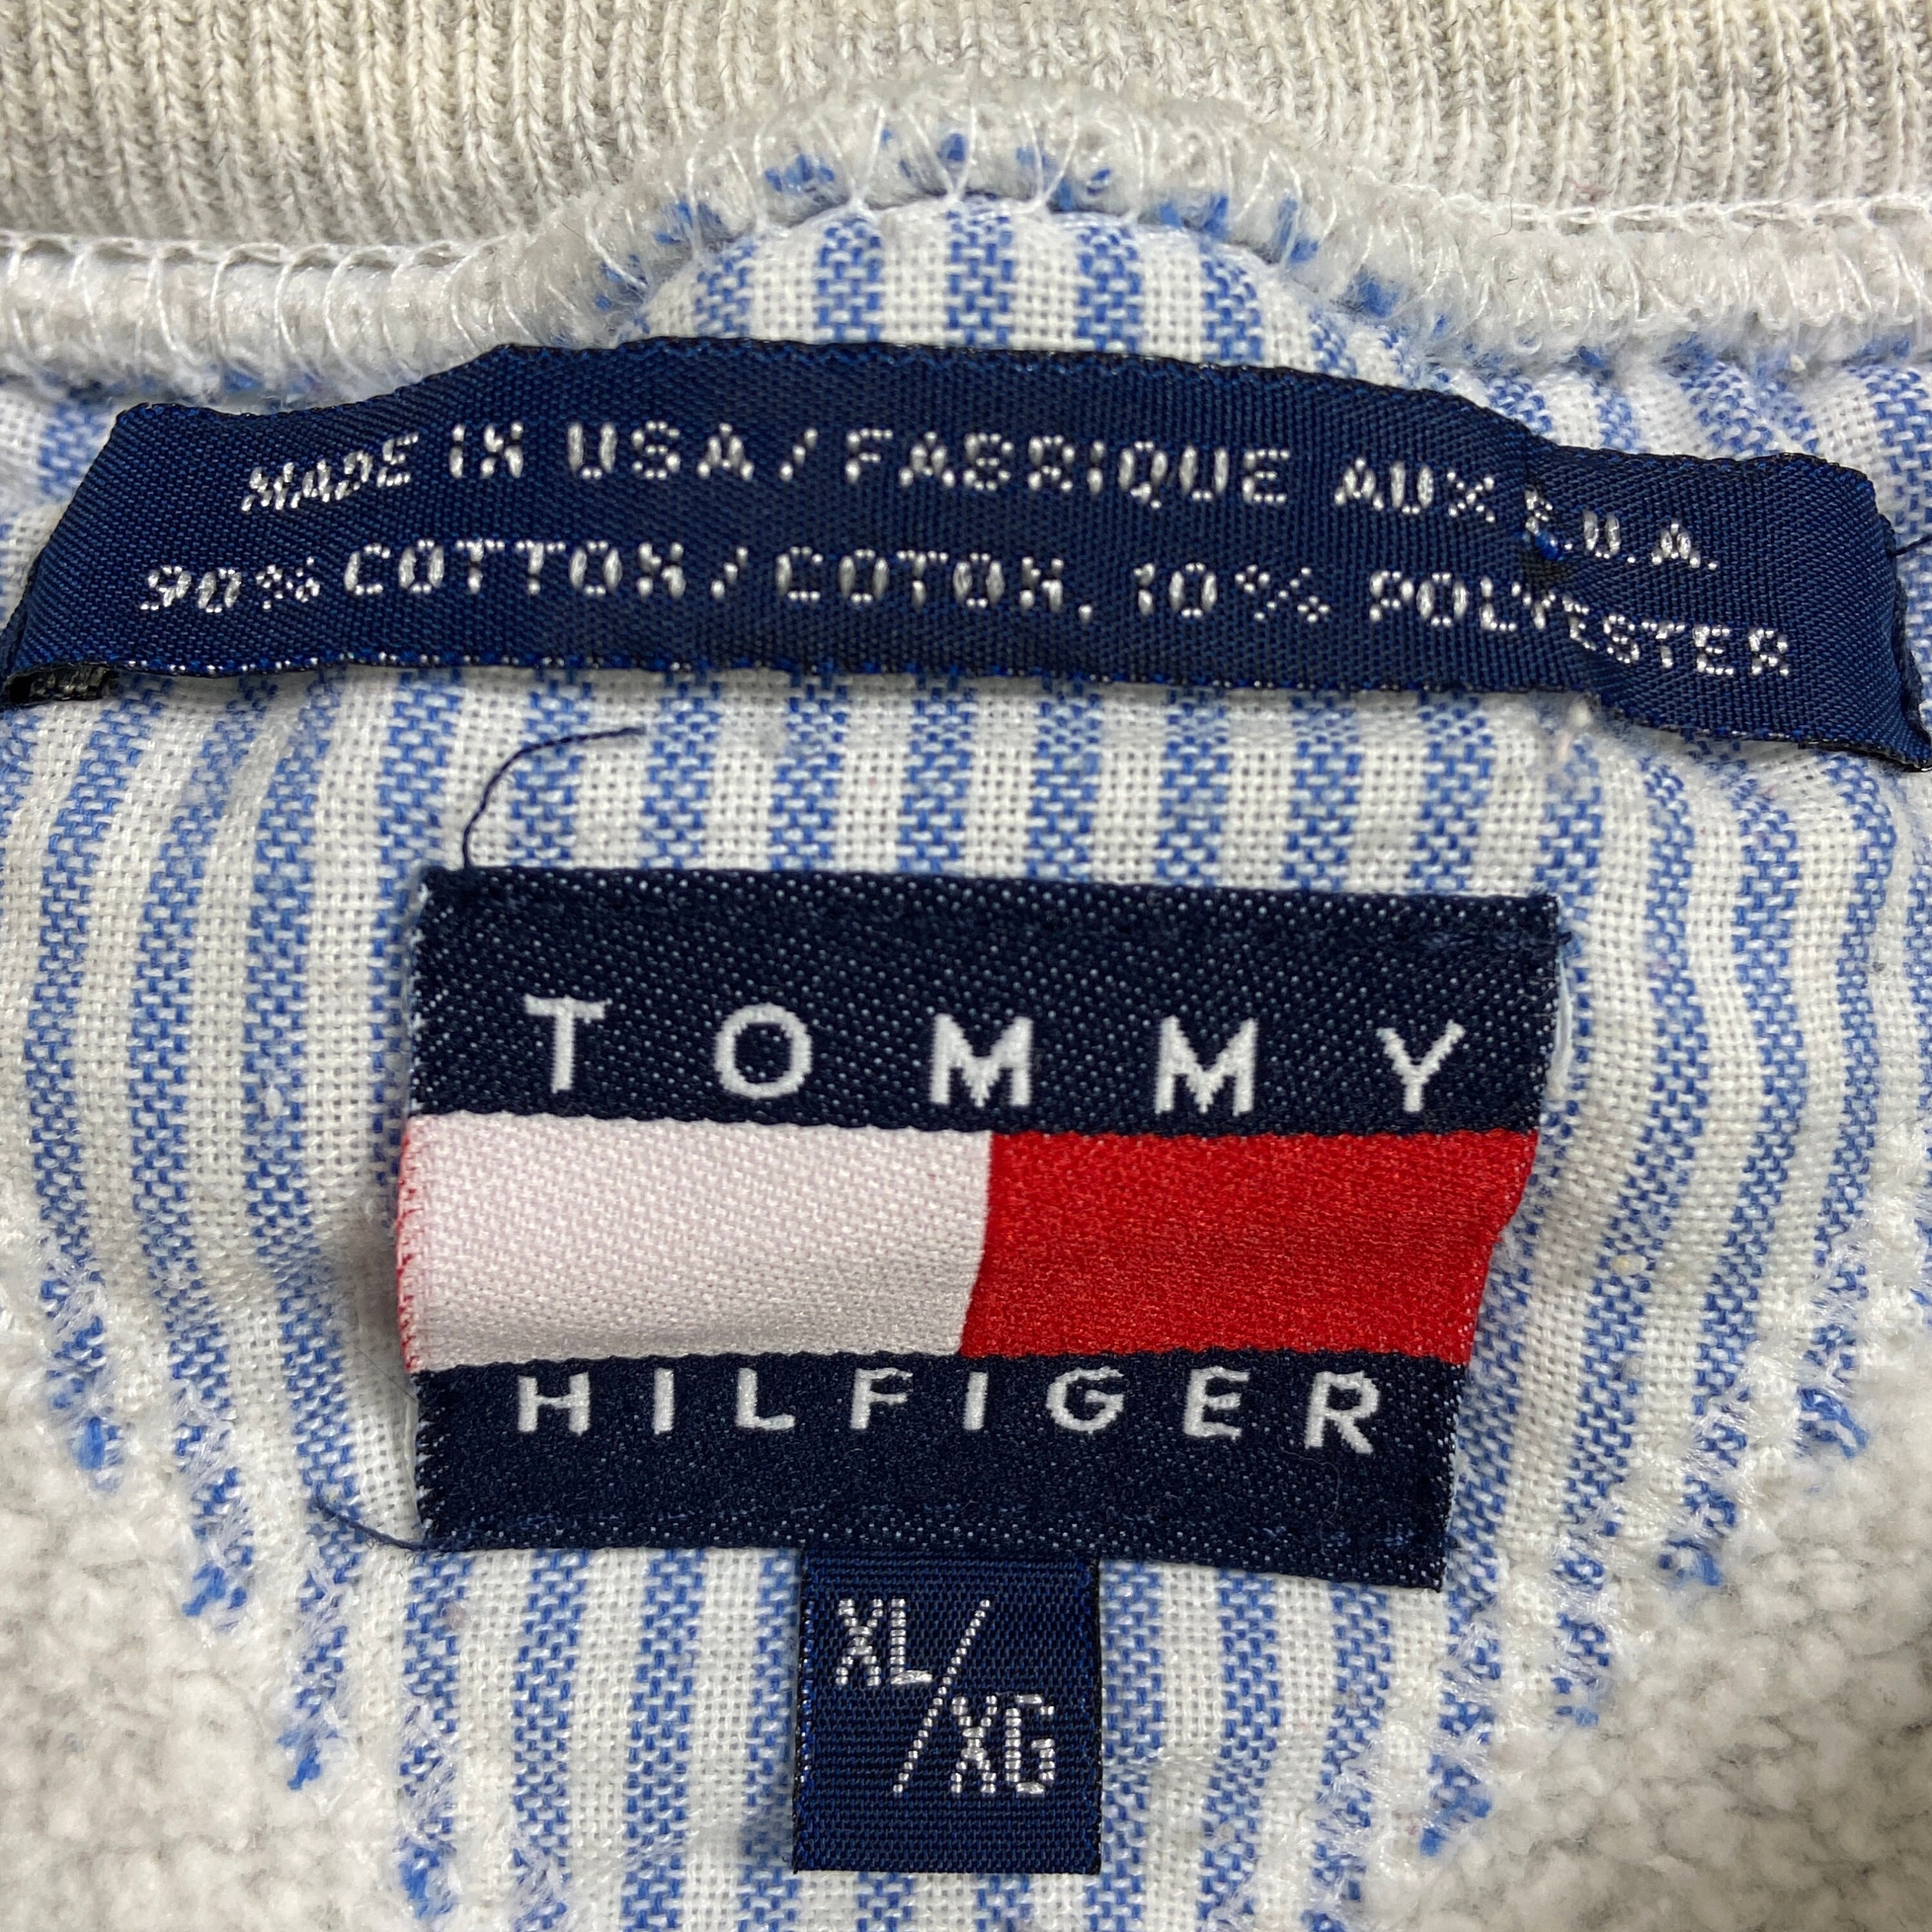 MADE IN USA / FABRIQUE AUX E.U.A.
90% COTTON / COTON, 10% POLYESTER
TOMMY
HILFIGER
XL/
/XG